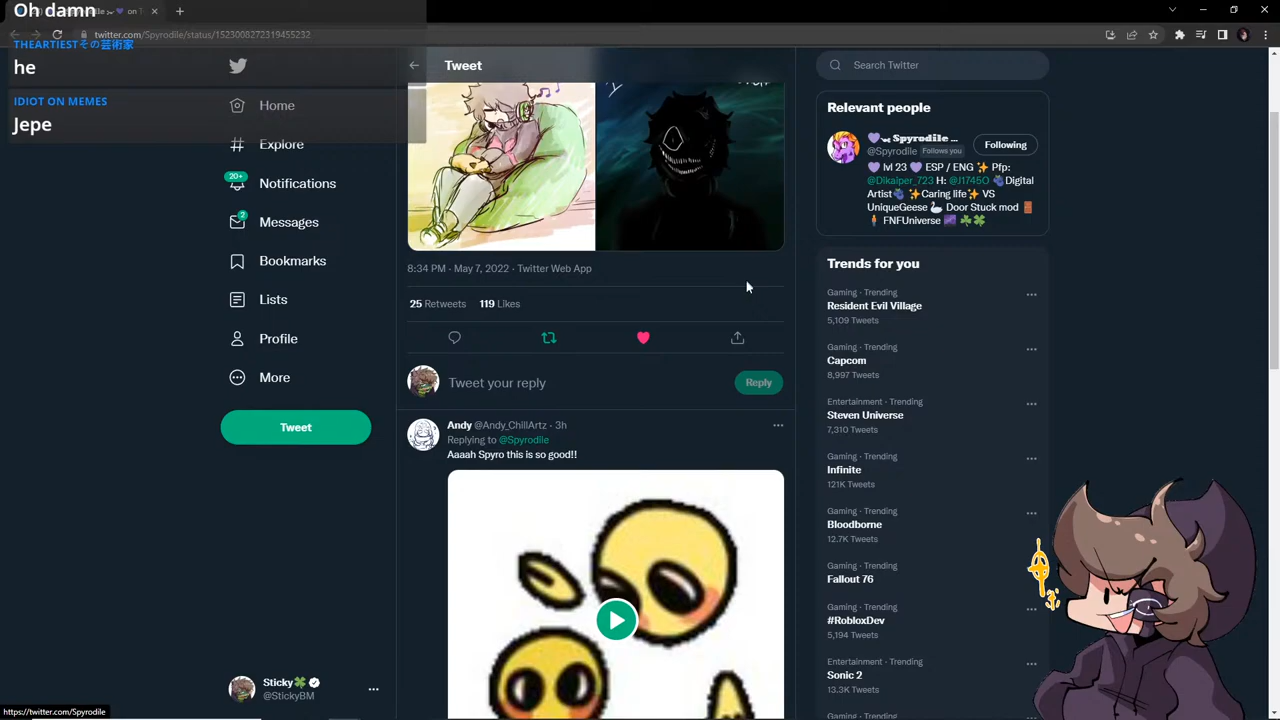 Oh damn
THEARTIESTその芸術家
he
IDIOT ON MEMES
Jepe
twitter.com/Spyrodile/status/1523008272319455232
Home
Explore
20+
Notifications
2
Messages
Bookmarks
Lists
Profile
More
Tweet
Sticky🍀
@StickyBM
https://twitter.com/Spyrodile
Tweet
8:34 PM · May 7, 2022 · Twitter Web App
25 Retweets 119 Likes
Tweet your reply
Reply
Andy @Andy_ChillArtz · 3h
Replying to @Spyrodile
Aaaah Spyro this is so good!!
Search Twitter
Relevant people
Spyrodile ...
@Spyrodile Follows you
Following
💜 lvl 23 💜 ESP / ENG ✨ Pfp:
@Dikaiper_723 H: @J1745O 🍇Digital
Artist🍇 ✨Caring life✨ VS
UniqueGeese 🦢 Door Stuck mod 🚪
🧍 FNFUniverse 🌌 ☘️🍀
Trends for you
Gaming · Trending
Resident Evil Village
5,109 Tweets
Gaming · Trending
Capcom
8,997 Tweets
Entertainment · Trending
Steven Universe
7,310 Tweets
Gaming · Trending
Infinite
121K Tweets
Gaming · Trending
Bloodborne
12.7K Tweets
Gaming · Trending
Fallout 76
Gaming · Trending
#RobloxDev
5,194 Tweets
Entertainment · Trending
Sonic 2
13.3K Tweets